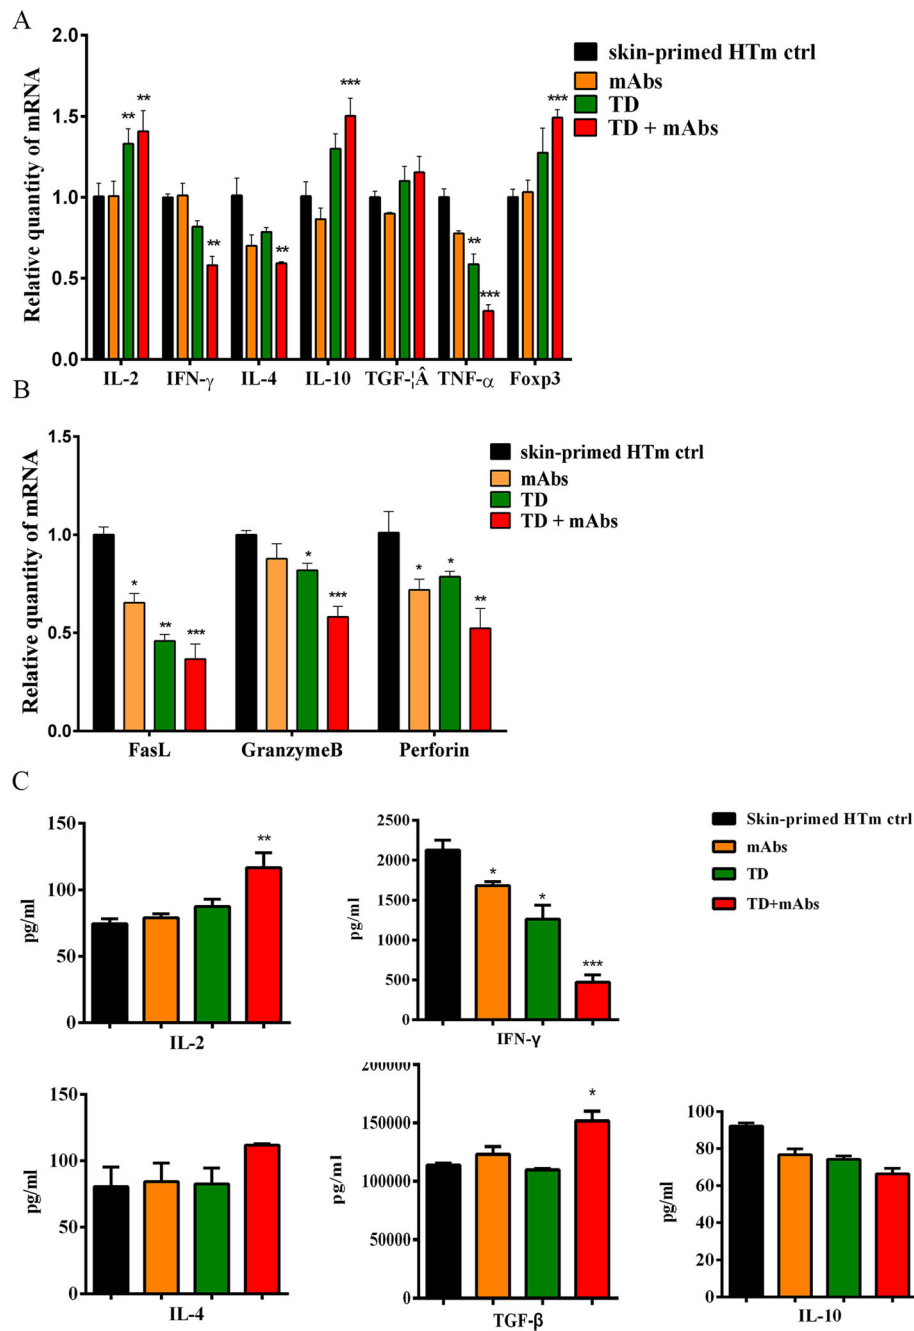 A
Relative quantity of mRNA
2.0
1.5
1.0
0.5
0.0
** ** ** ** *** ** *** ***
IL-2 IFN-γ IL-4 IL-10 TGF-¦Â TNF-α Foxp3
skin-primed HTm ctrl
mAbs
TD
TD + mAbs
B
Relative quantity of mRNA
1.5
1.0
0.5
0.0
* ** *** * *** * * **
FasL GranzymeB Perforin
skin-primed HTm ctrl
mAbs
TD
TD + mAbs
C
pg/ml
150
100
50
0
**
IL-2
pg/ml
2500
2000
1500
1000
500
0
* * ***
IFN-γ
Skin-primed HTm ctrl
mAbs
TD
TD+mAbs
pg/ml
150
100
50
0
IL-4
pg/ml
200000
150000
100000
50000
0
*
TGF-β
pg/ml
100
80
60
40
20
0
IL-10